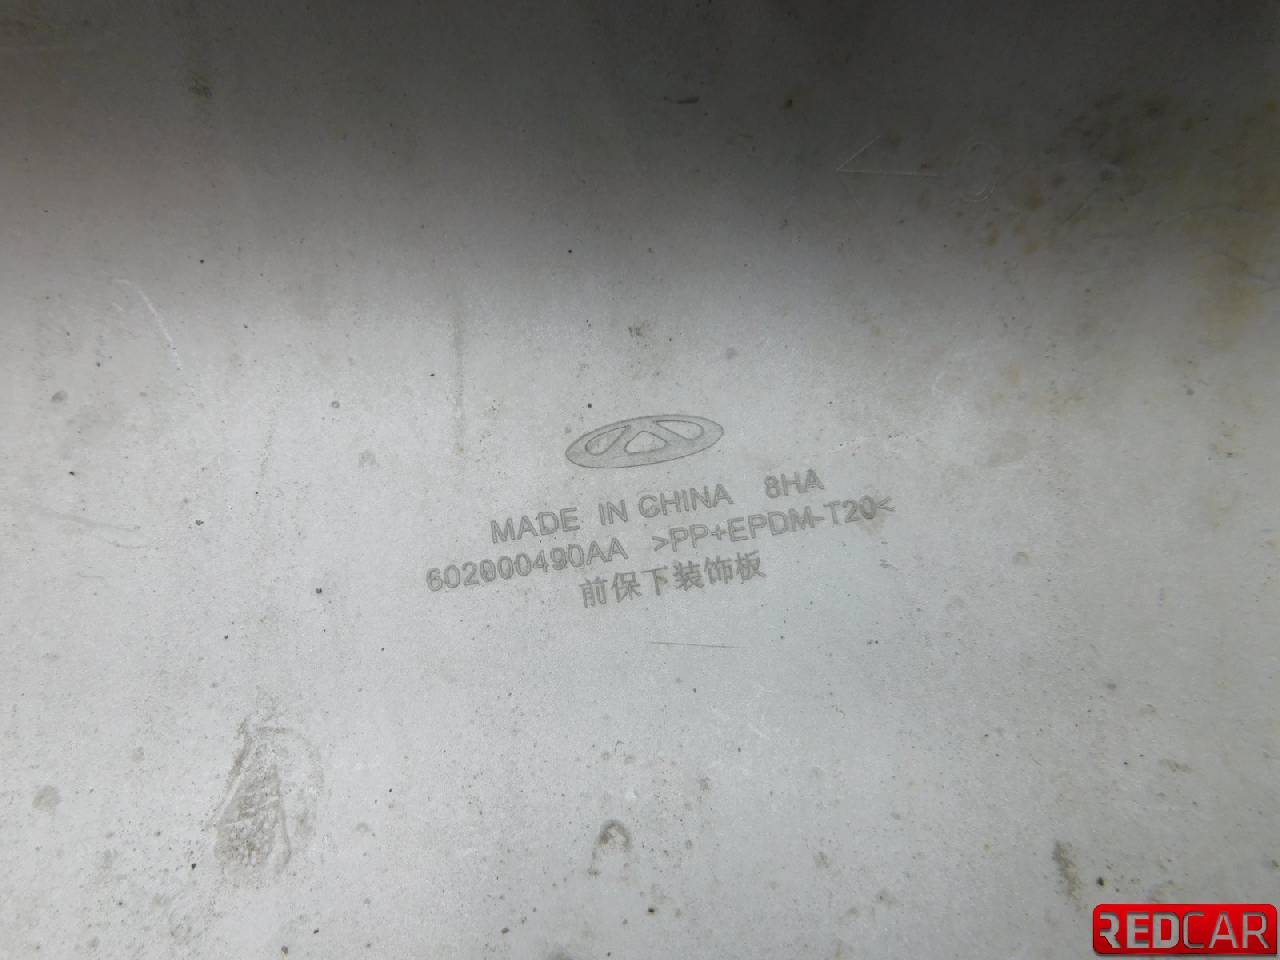 MADE IN CHINA 8HA
602000490AA >PP+EPDM-T20<
前保下装饰板
REDCAR